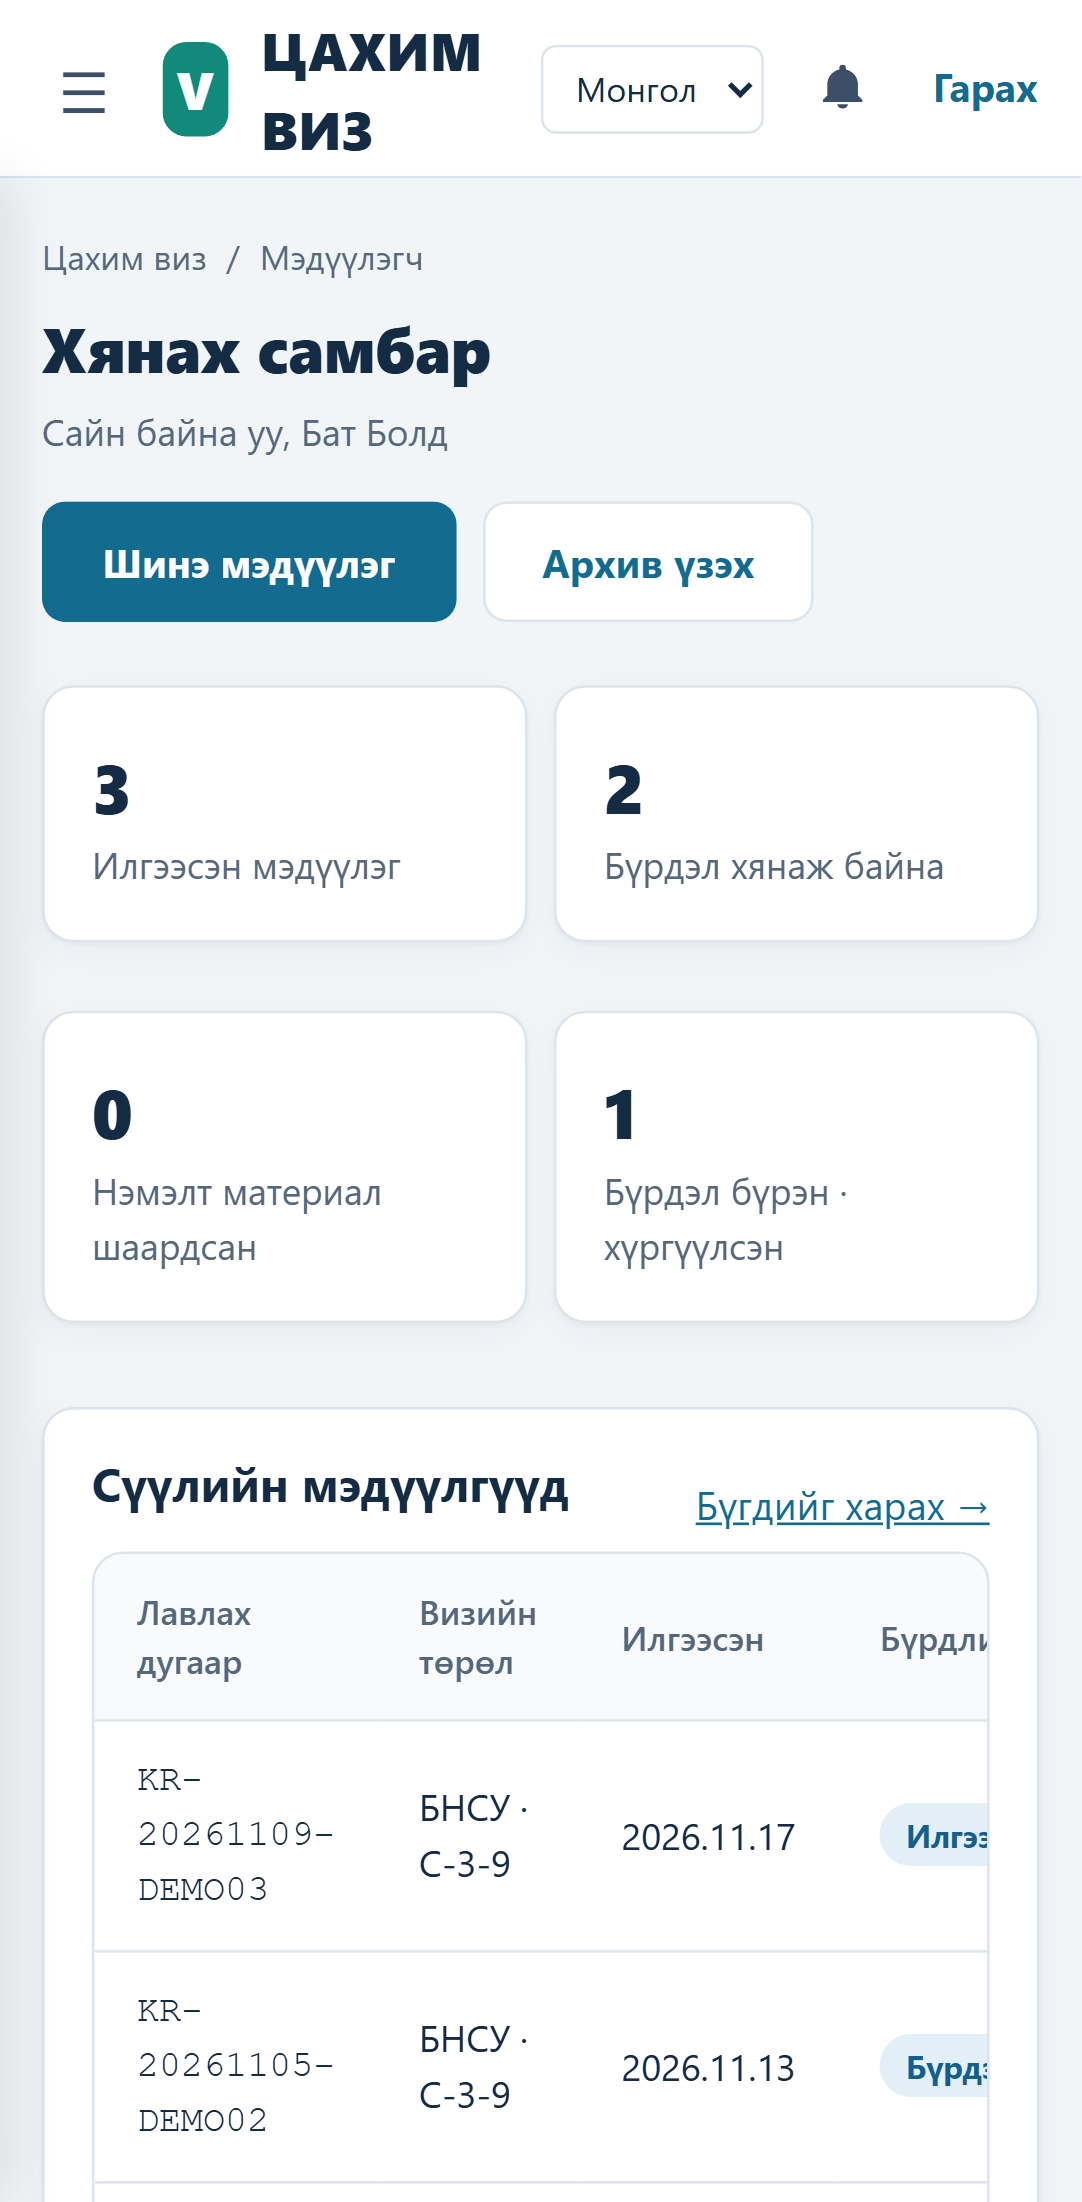 V
ЦАХИМ
ВИЗ
Монгол
Гарах
Цахим виз / Мэдүүлэгч
Хянах самбар
Сайн байна уу, Бат Болд
Шинэ мэдүүлэг
Архив үзэх
3
Илгээсэн мэдүүлэг
2
Бүрдэл хянаж байна
0
Нэмэлт материал
шаардсан
1
Бүрдэл бүрэн ·
хүргүүлсэн
Сүүлийн мэдүүлгүүд
Бүгдийг харах →
Лавлах
дугаар
Визийн
төрөл
Илгээсэн
KR-
20261109-
DEMO03
БНСУ ·
C-3-9
2026.11.17
KR-
20261105-
DEMO02
БНСУ ·
C-3-9
2026.11.13